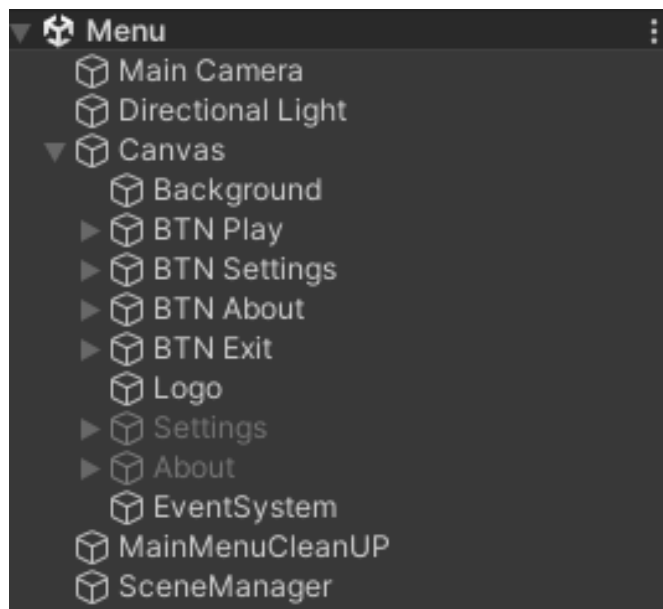 Menu
Main Camera
Directional Light
Canvas
Background
BTN Play
BTN Settings
BTN About
BTN Exit
Logo
Settings
About
EventSystem
MainMenuCleanUP
SceneManager